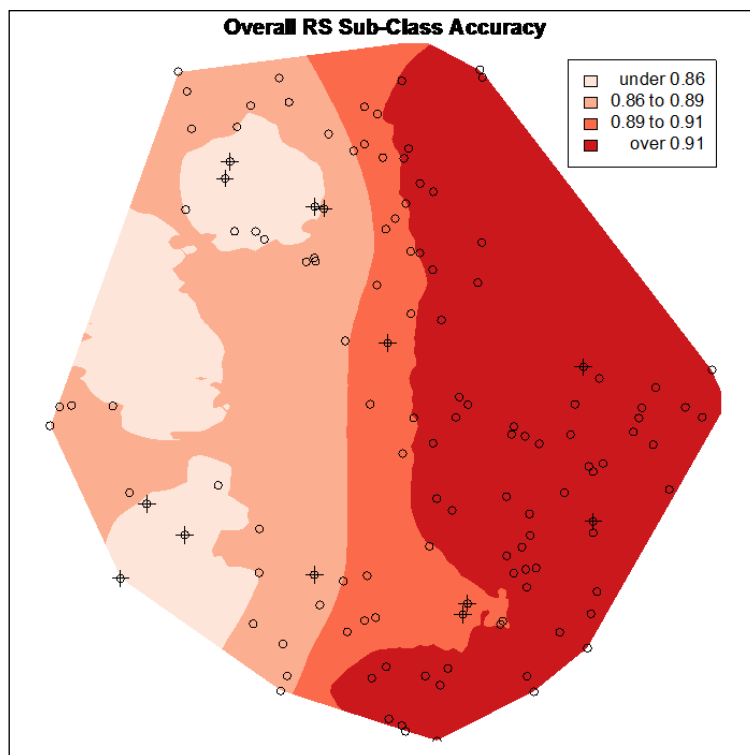 Overall RS Sub-Class Accuracy
under 0.86
0.86 to 0.89
0.89 to 0.91
over 0.91